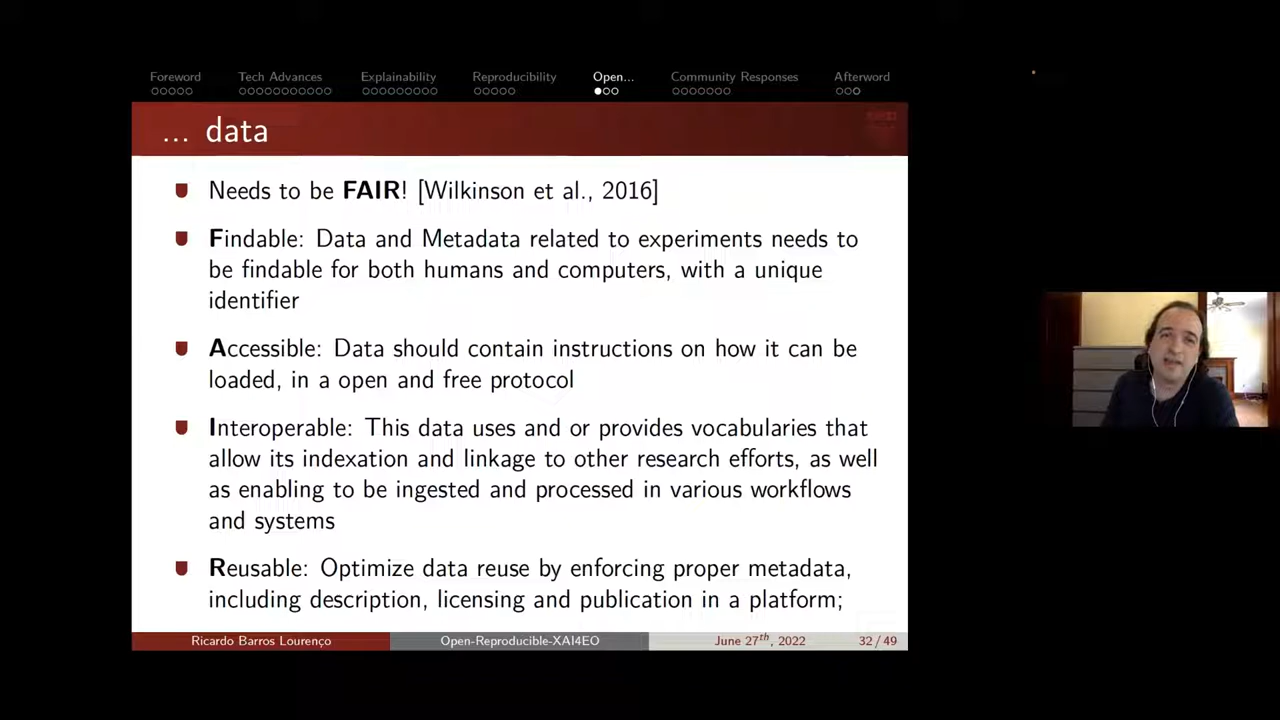 Foreword Tech Advances Explainability Reproducibility Open... Community Responses Afterword
... data
Needs to be FAIR! [Wilkinson et al., 2016]
Findable: Data and Metadata related to experiments needs to
be findable for both humans and computers, with a unique
identifier
Accessible: Data should contain instructions on how it can be
loaded, in a open and free protocol
Interoperable: This data uses and or provides vocabularies that
allow its indexation and linkage to other research efforts, as well
as enabling to be ingested and processed in various workflows
and systems
Reusable: Optimize data reuse by enforcing proper metadata,
including description, licensing and publication in a platform;
Ricardo Barros Lourenço Open-Reproducible-XAI4EO June 27th, 2022 32 / 49